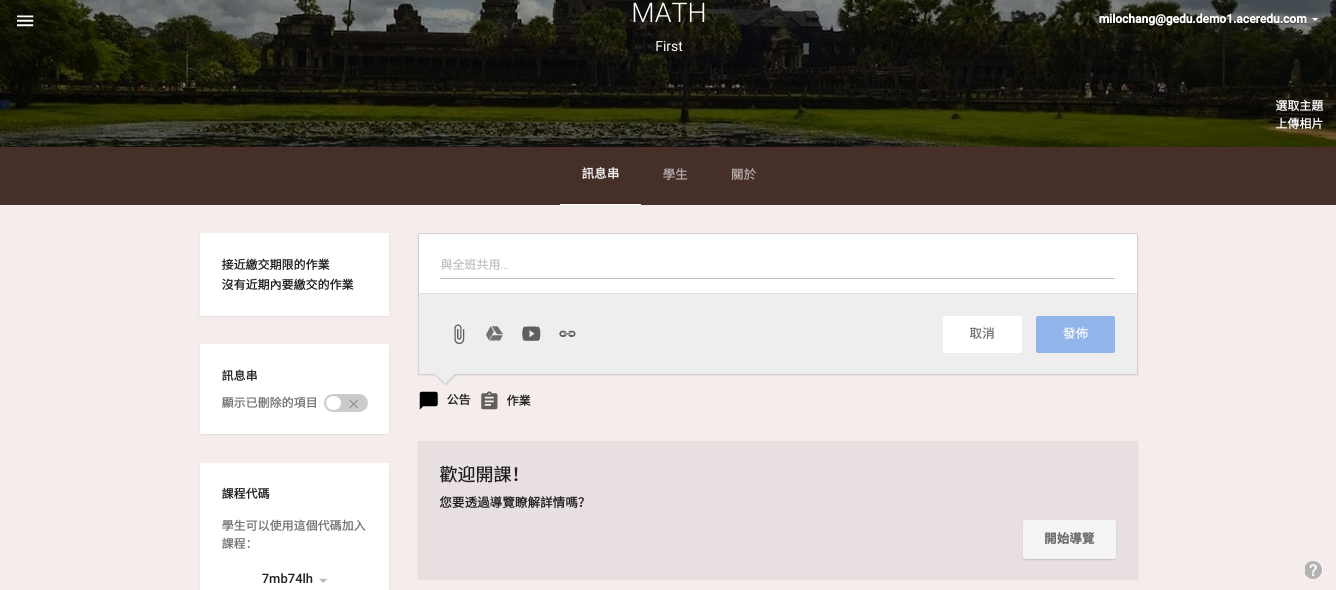 MATH
First
milochang@gedu.demo1.aceredu.com
選取主題
上傳相片
訊息串
學生
關於
接近繳交期限的作業
沒有近期內要繳交的作業
訊息串
顯示已刪除的項目
課程代碼
學生可以使用這個代碼加入
課程:
7mb74lh
與全班共用...
取消
發佈
公告
作業
歡迎開課!
您要透過導覽瞭解詳情嗎?
開始導覽